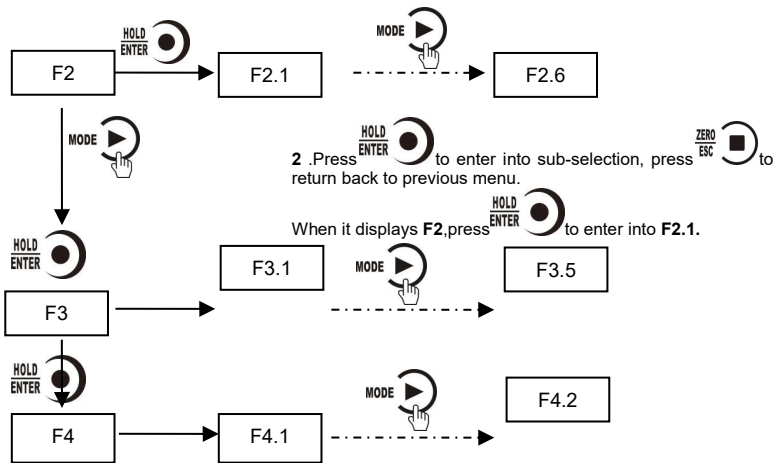 HOLD
ENTER
MODE
F2
F2.1
F2.6
MODE
2 .Press HOLD ENTER to enter into sub-selection, press ZERO ESC to
return back to previous menu.
When it displays F2,press HOLD ENTER to enter into F2.1.
HOLD
ENTER
F3.1
MODE
F3.5
F3
HOLD
ENTER
MODE
F4.2
F4
F4.1